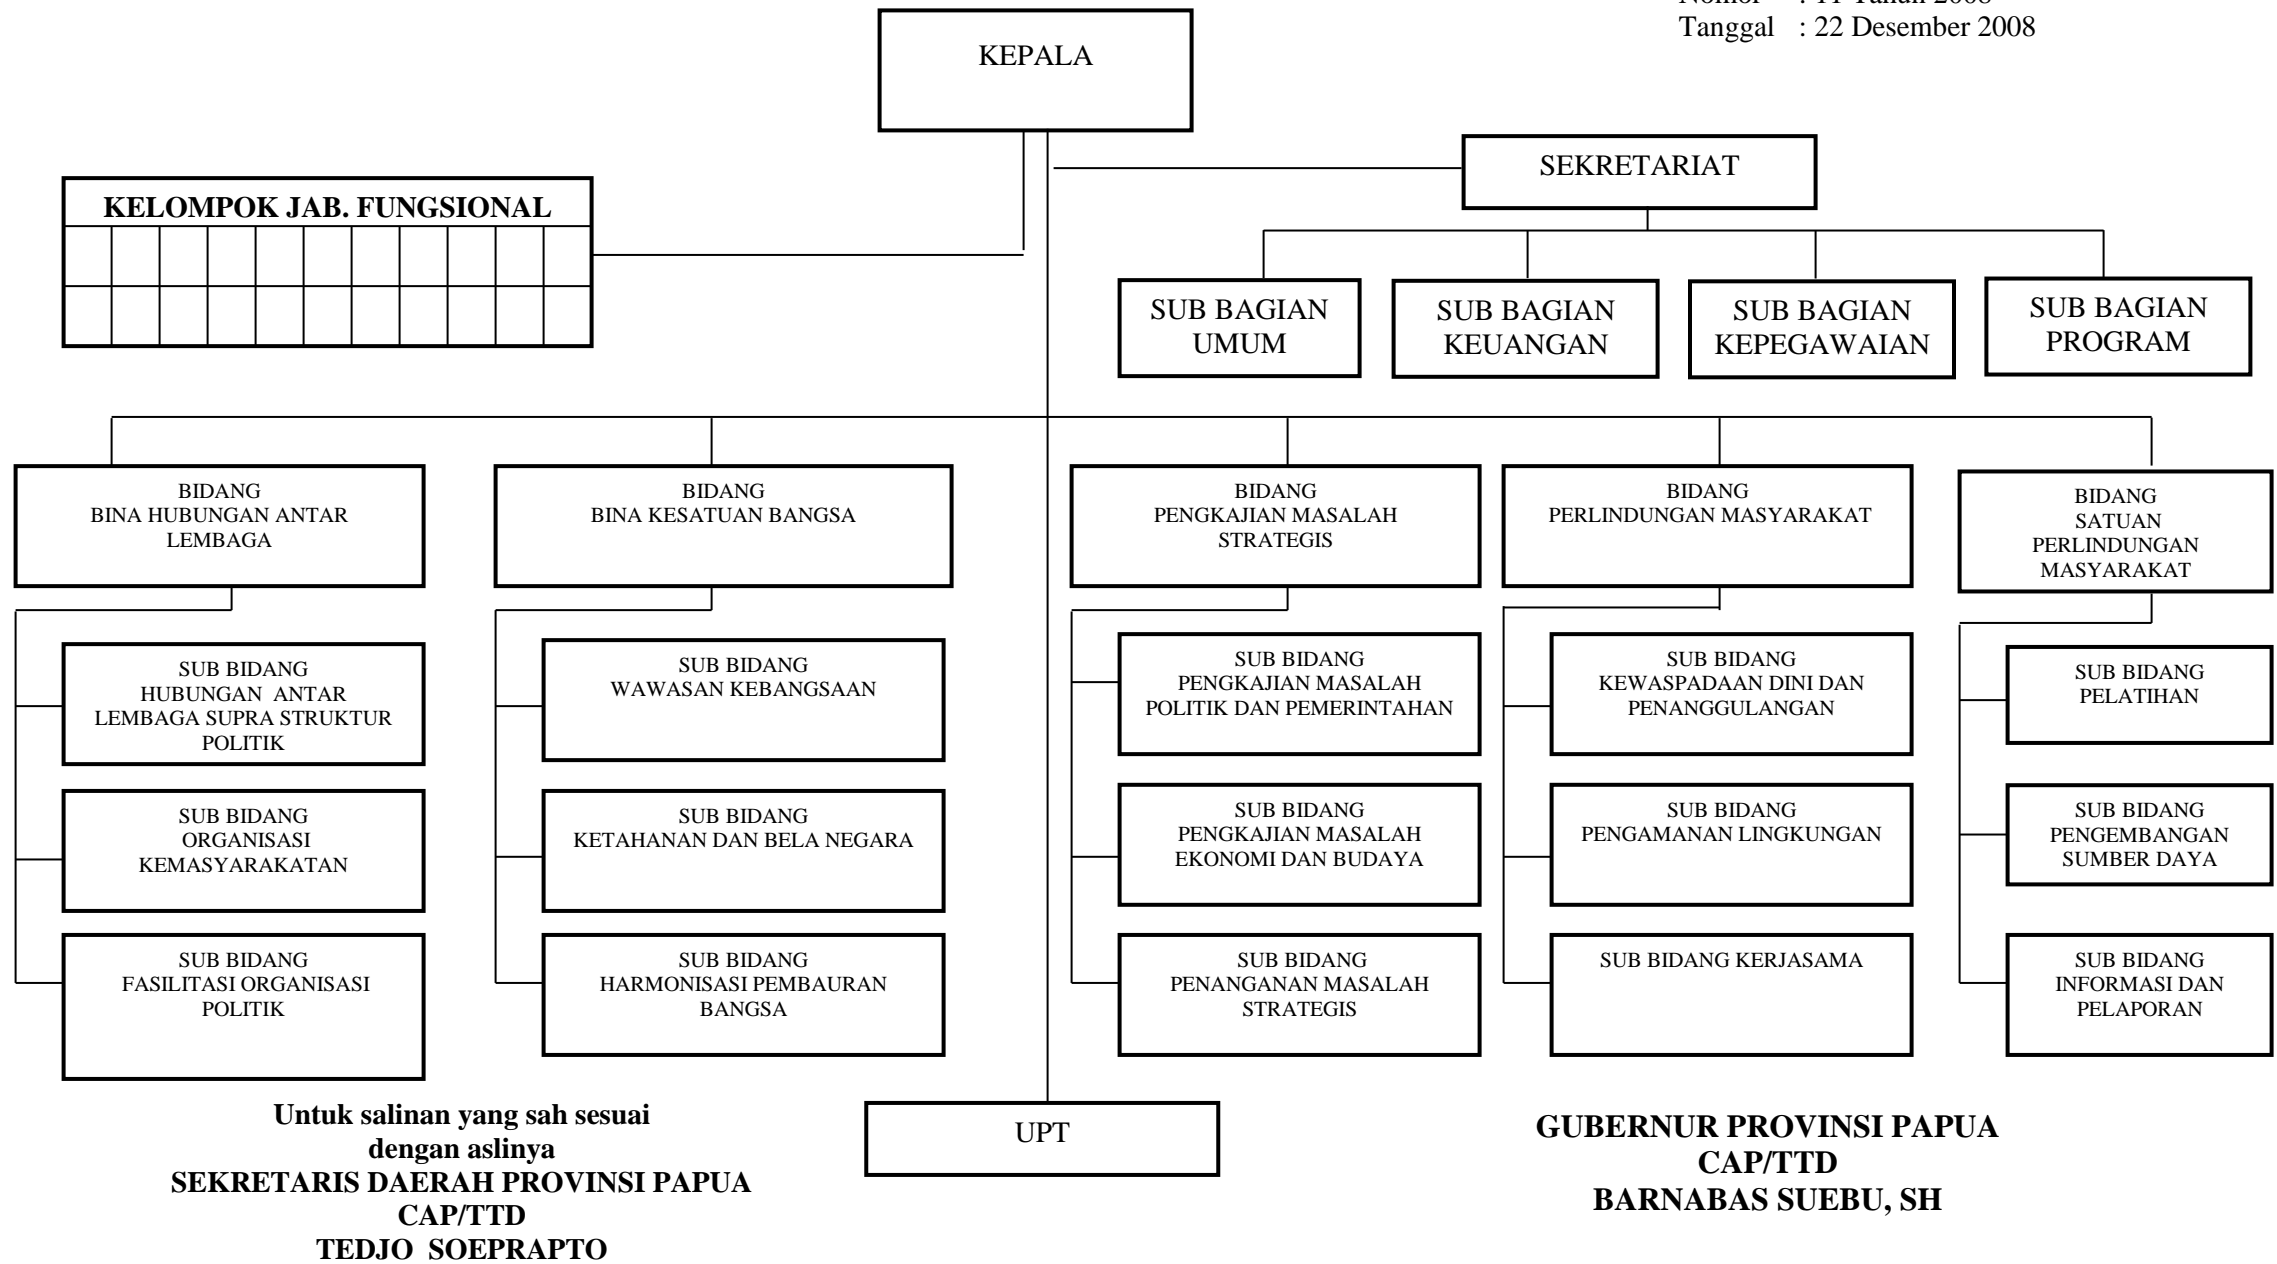 Nomor : 11 Tahun 2008
Tanggal : 22 Desember 2008
KEPALA
SEKRETARIAT
KELOMPOK JAB. FUNGSIONAL
SUB BAGIAN
UMUM
SUB BAGIAN
KEUANGAN
SUB BAGIAN
KEPEGAWAIAN
SUB BAGIAN
PROGRAM
BIDANG
BINA HUBUNGAN ANTAR
LEMBAGA
BIDANG
BINA KESATUAN BANGSA
BIDANG
PENGKAJIAN MASALAH
STRATEGIS
BIDANG
PERLINDUNGAN MASYARAKAT
BIDANG
SATUAN
PERLINDUNGAN
MASYARAKAT
SUB BIDANG
HUBUNGAN ANTAR
LEMBAGA SUPRA STRUKTUR
POLITIK
SUB BIDANG
WAWASAN KEBANGSAAN
SUB BIDANG
PENGKAJIAN MASALAH
POLITIK DAN PEMERINTAHAN
SUB BIDANG
KEWASPADAAN DINI DAN
PENANGGULANGAN
SUB BIDANG
PELATIHAN
SUB BIDANG
ORGANISASI
KEMASYARAKATAN
SUB BIDANG
KETAHANAN DAN BELA NEGARA
SUB BIDANG
PENGKAJIAN MASALAH
EKONOMI DAN BUDAYA
SUB BIDANG
PENGAMANAN LINGKUNGAN
SUB BIDANG
PENGEMBANGAN
SUMBER DAYA
SUB BIDANG
FASILITASI ORGANISASI
POLITIK
SUB BIDANG
HARMONISASI PEMBAURAN
BANGSA
SUB BIDANG
PENANGANAN MASALAH
STRATEGIS
SUB BIDANG KERJASAMA
SUB BIDANG
INFORMASI DAN
PELAPORAN
Untuk salinan yang sah sesuai
dengan aslinya
SEKRETARIS DAERAH PROVINSI PAPUA
CAP/TTD
TEDJO SOEPRAPTO
UPT
GUBERNUR PROVINSI PAPUA
CAP/TTD
BARNABAS SUEBU, SH